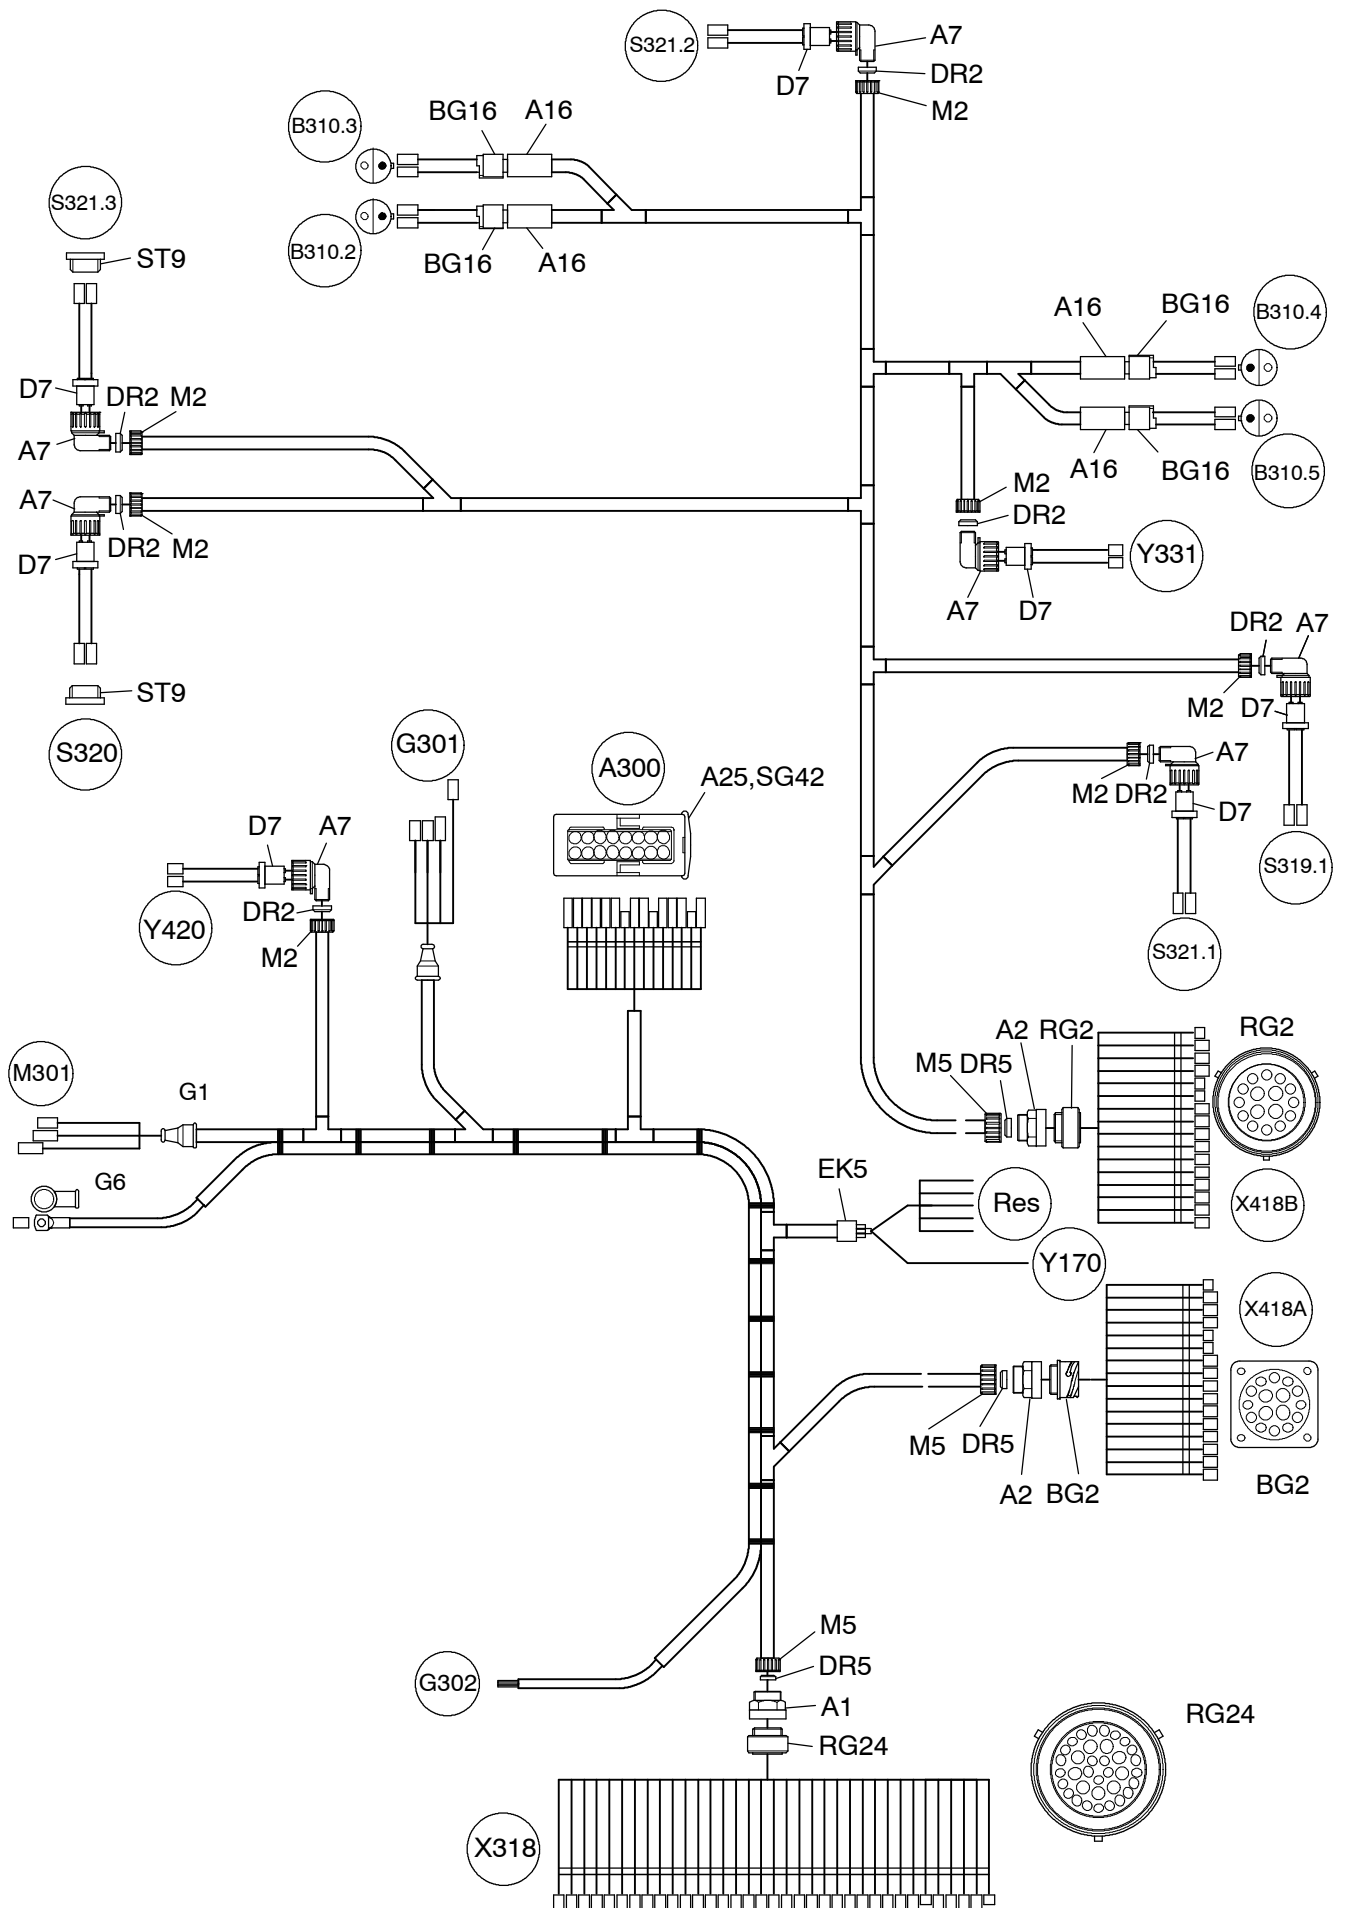 S321.2
A7
DR2
D7
M2
BG16
A16
B310.3
S321.3
B310.2
BG16
A16
ST9
A16
BG16
B310.4
D7
DR2
M2
A7
A16
BG16
B310.5
A7
M2
DR2
D7
DR2
M2
Y331
A7
D7
DR2
A7
ST9
M2
D7
S320
G301
A300
A25,SG42
A7
M2
DR2
D7
D7
A7
S319.1
Y420
DR2
M2
S321.1
A2
RG2
RG2
M5
DR5
M301
G1
G6
EK5
Res
X418B
Y170
X418A
M5
DR5
A2
BG2
BG2
M5
DR5
G302
A1
RG24
RG24
X318